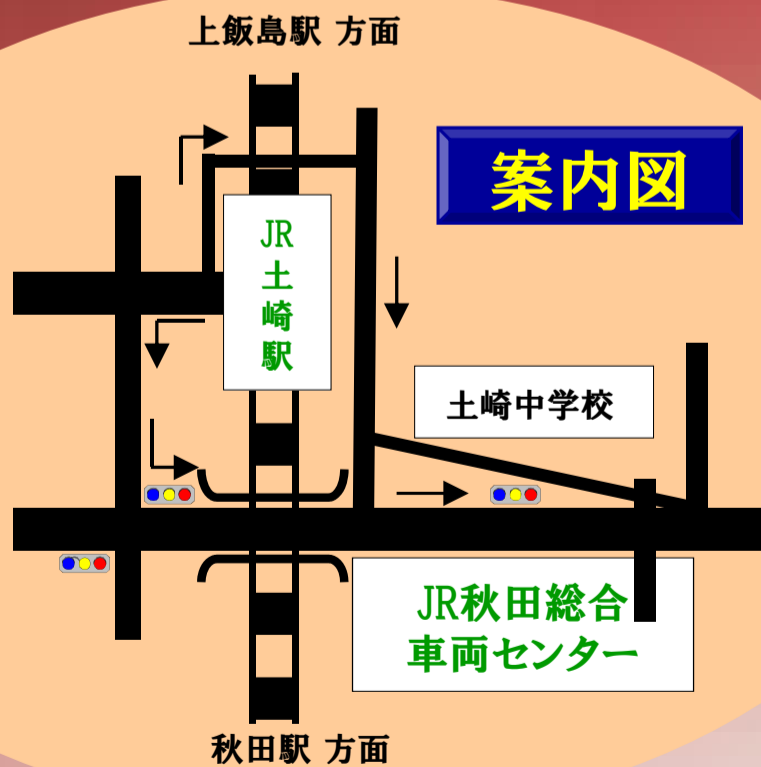 上飯島駅 方面
案内図
JR
土
崎
駅
土崎中学校
JR秋田総合
車両センター
秋田駅 方面